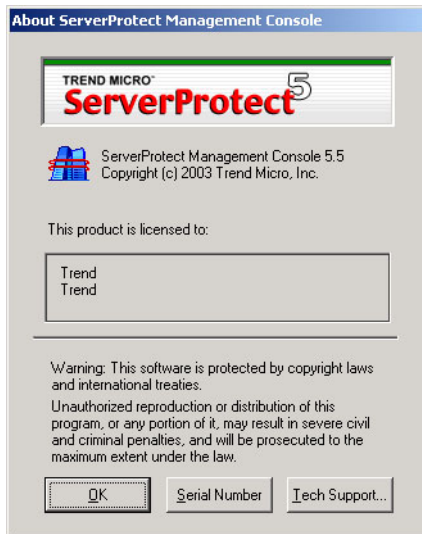 About ServerProtect Management Console
TREND MICRO™
ServerProtect 5
ServerProtect Management Console 5.5
Copyright (c) 2003 Trend Micro, Inc.
This product is licensed to:
Trend
Trend
Warning: This software is protected by copyright laws
and international treaties.
Unauthorized reproduction or distribution of this
program, or any portion of it, may result in severe civil
and criminal penalties, and will be prosecuted to the
maximum extent under the law.
OK Serial Number Tech Support...